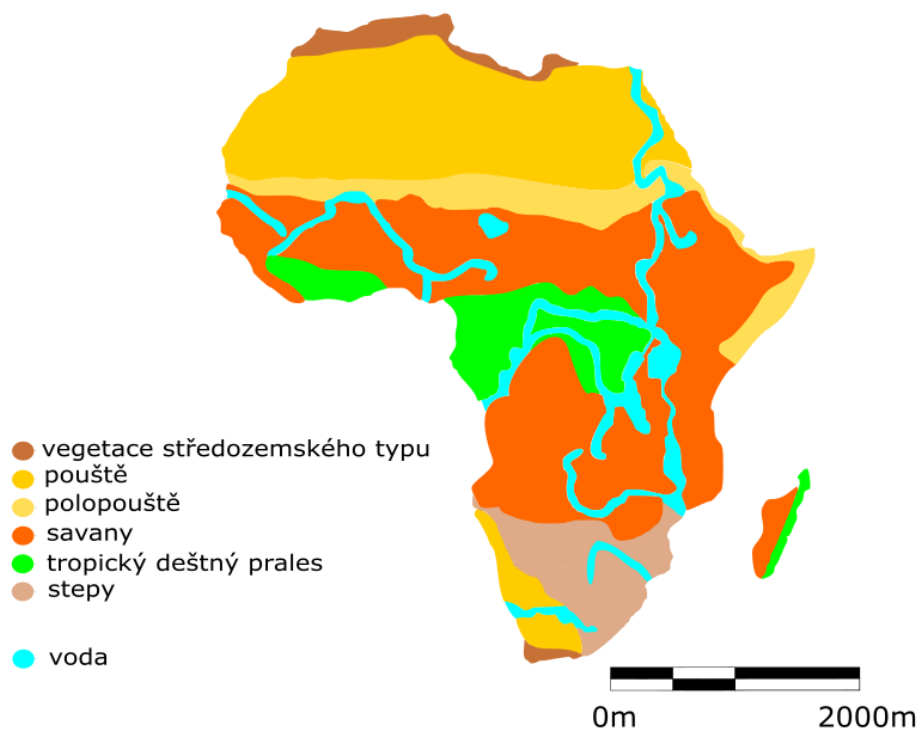 vegetace středozemského typu
pouště
polopouště
savany
tropický deštný prales
stepy
voda
0m 2000m